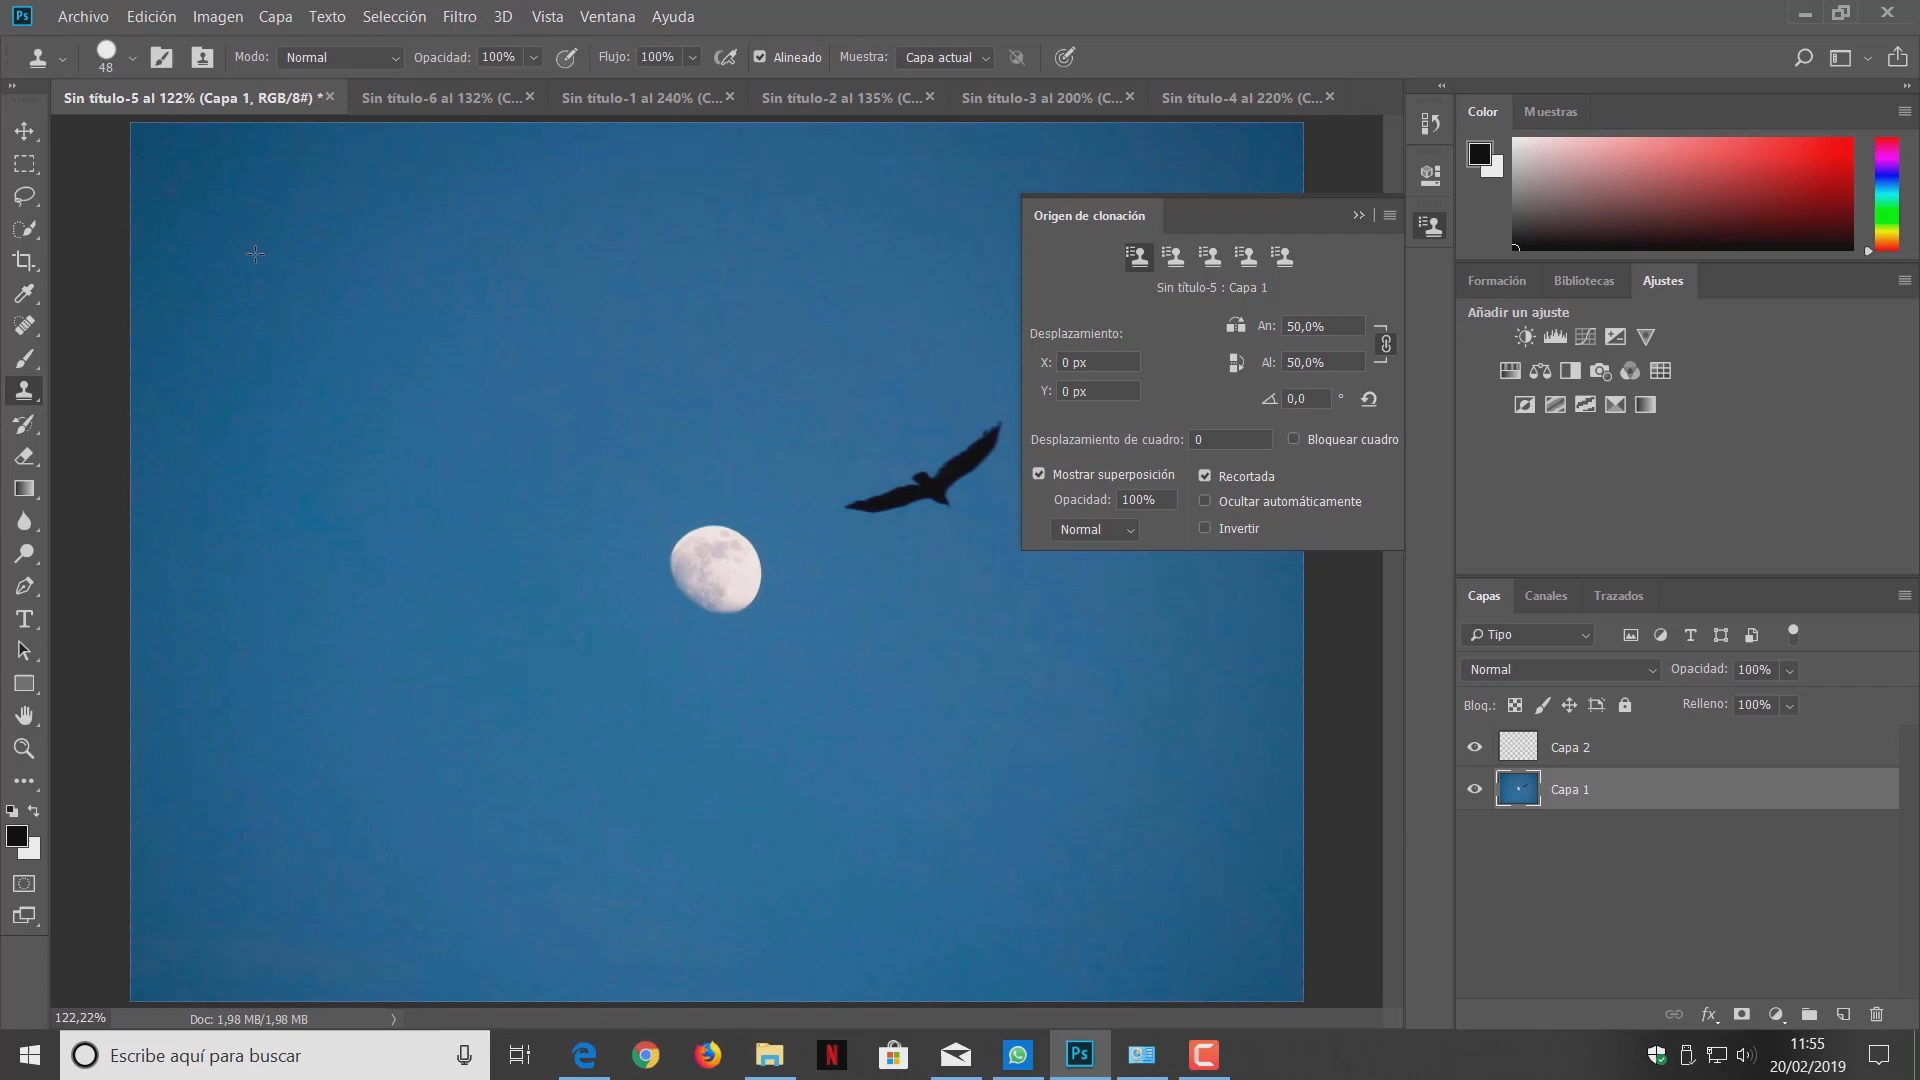 Ps Archivo Edición Imagen Capa Texto Selección Filtro 3D Vista Ventana Ayuda
48 Modo: Normal Opacidad: 100% Flujo: 100% Alineado Muestra: Capa actual
Sin título-5 al 122% (Capa 1, RGB/8#) * Sin título-6 al 132% (C... Sin título-1 al 240% (C... Sin título-2 al 135% (C... Sin título-3 al 200% (C... Sin título-4 al 220% (C...
Origen de clonación
Sin título-5 : Capa 1
Desplazamiento: An: 50,0%
X: 0 px Al: 50,0%
Y: 0 px 0,0 °
Desplazamiento de cuadro: 0 Bloquear cuadro
Mostrar superposición Recortada
Opacidad: 100% Ocultar automáticamente
Normal Invertir
Color Muestras
Formación Bibliotecas Ajustes
Añadir un ajuste
Capas Canales Trazados
Tipo
Normal Opacidad: 100%
Bloq.: Relleno: 100%
Capa 2
Capa 1
fx
122,22% Doc: 1,98 MB/1,98 MB
Escribe aquí para buscar
N
Ps
11:55
20/02/2019